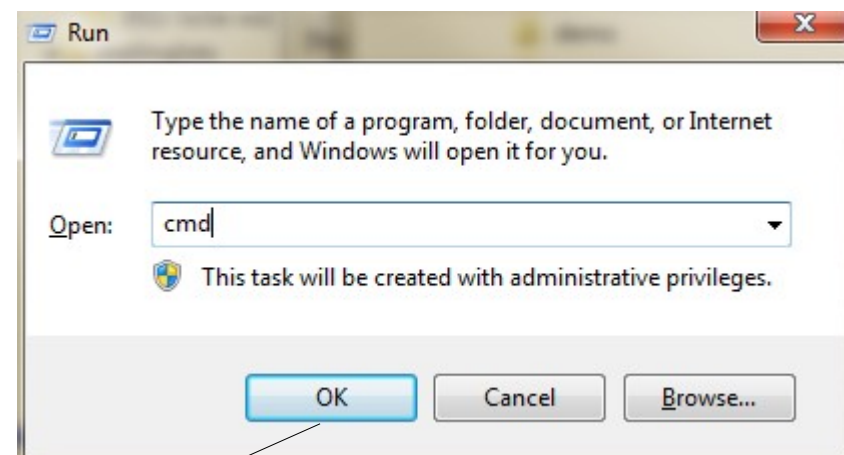 Run
Type the name of a program, folder, document, or Internet
resource, and Windows will open it for you.
Open: cmd
This task will be created with administrative privileges.
OK Cancel Browse...